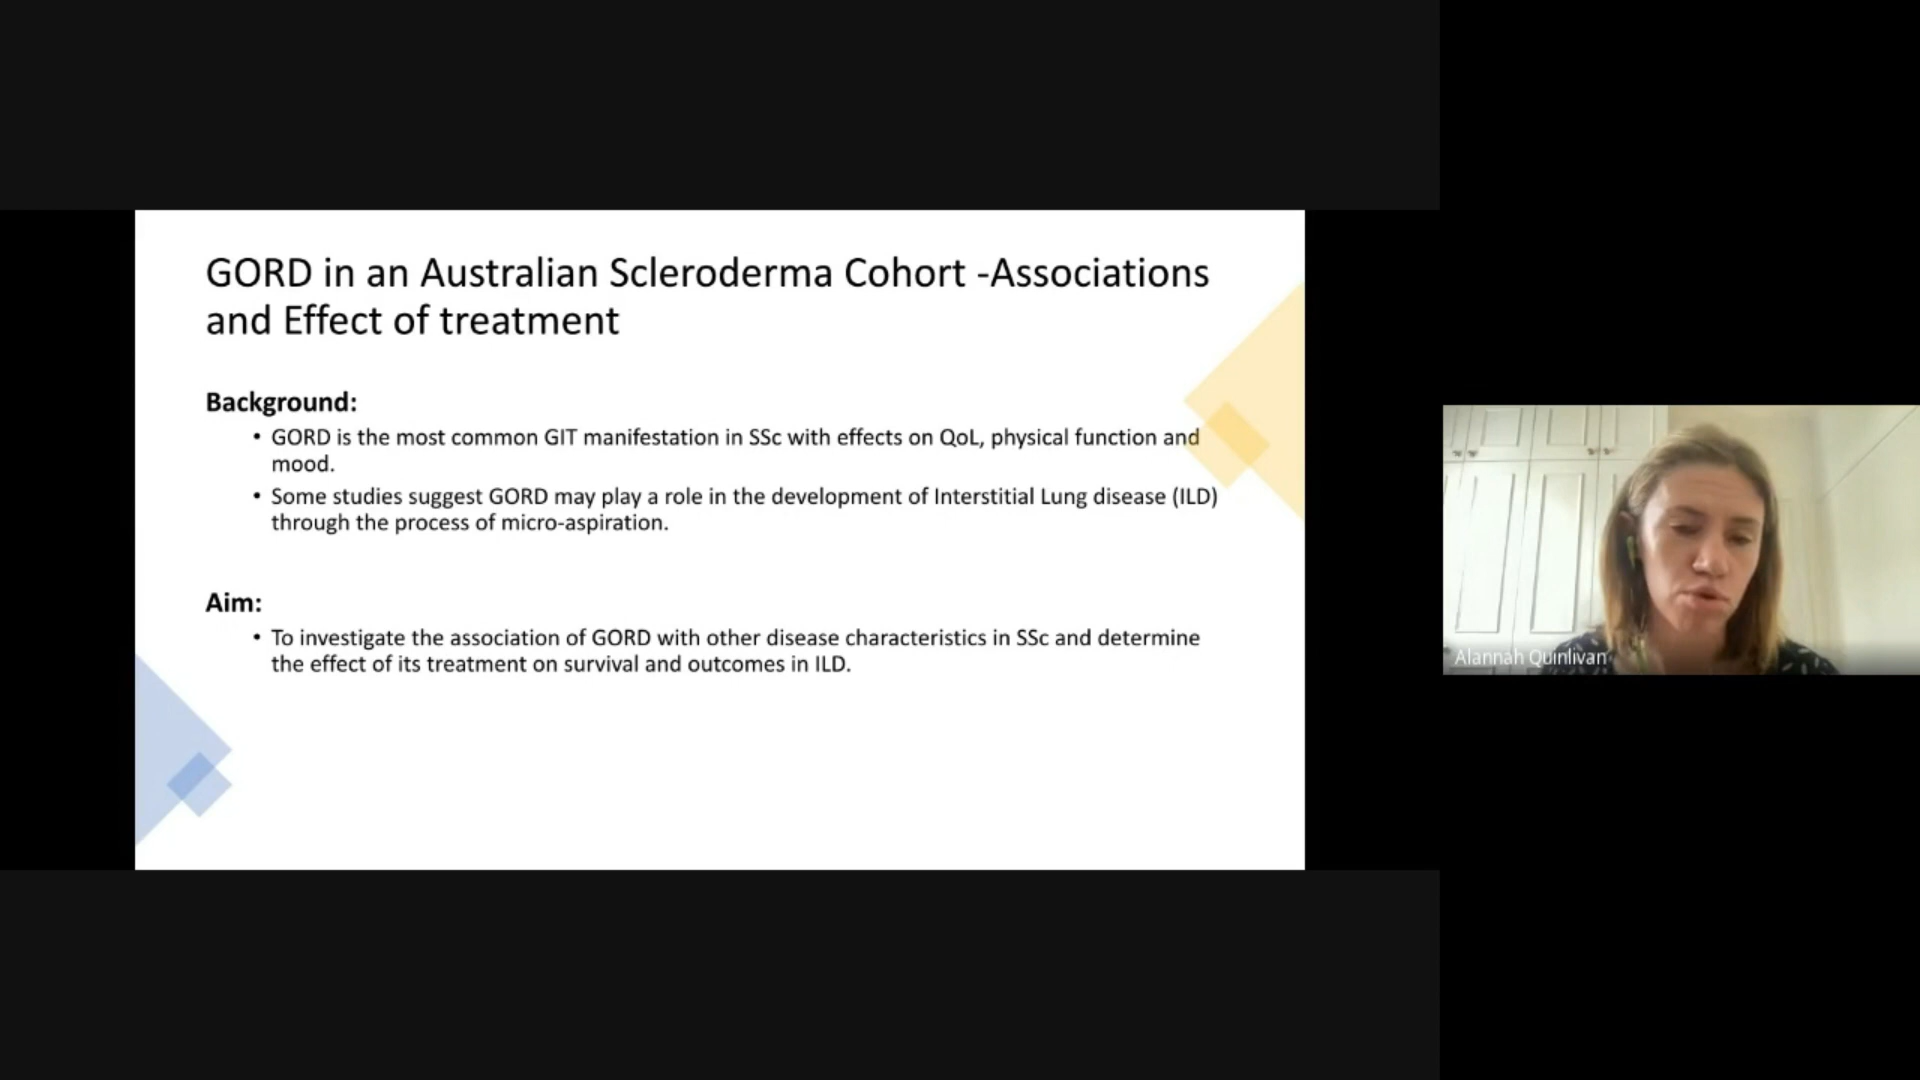 GORD in an Australian Scleroderma Cohort -Associations
and Effect of treatment
Background:
• GORD is the most common GIT manifestation in SSc with effects on QoL, physical function and
mood.
• Some studies suggest GORD may play a role in the development of Interstitial Lung disease (ILD)
through the process of micro-aspiration.
Aim:
• To investigate the association of GORD with other disease characteristics in SSc and determine
the effect of its treatment on survival and outcomes in ILD.
Alannah Quinlivan